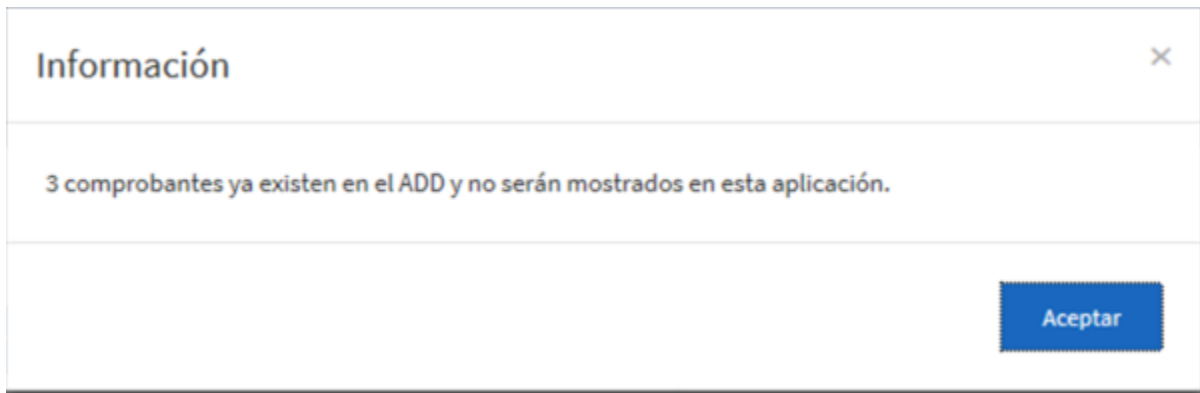 Información
3 comprobantes ya existen en el ADD y no serán mostrados en esta aplicación.
Aceptar